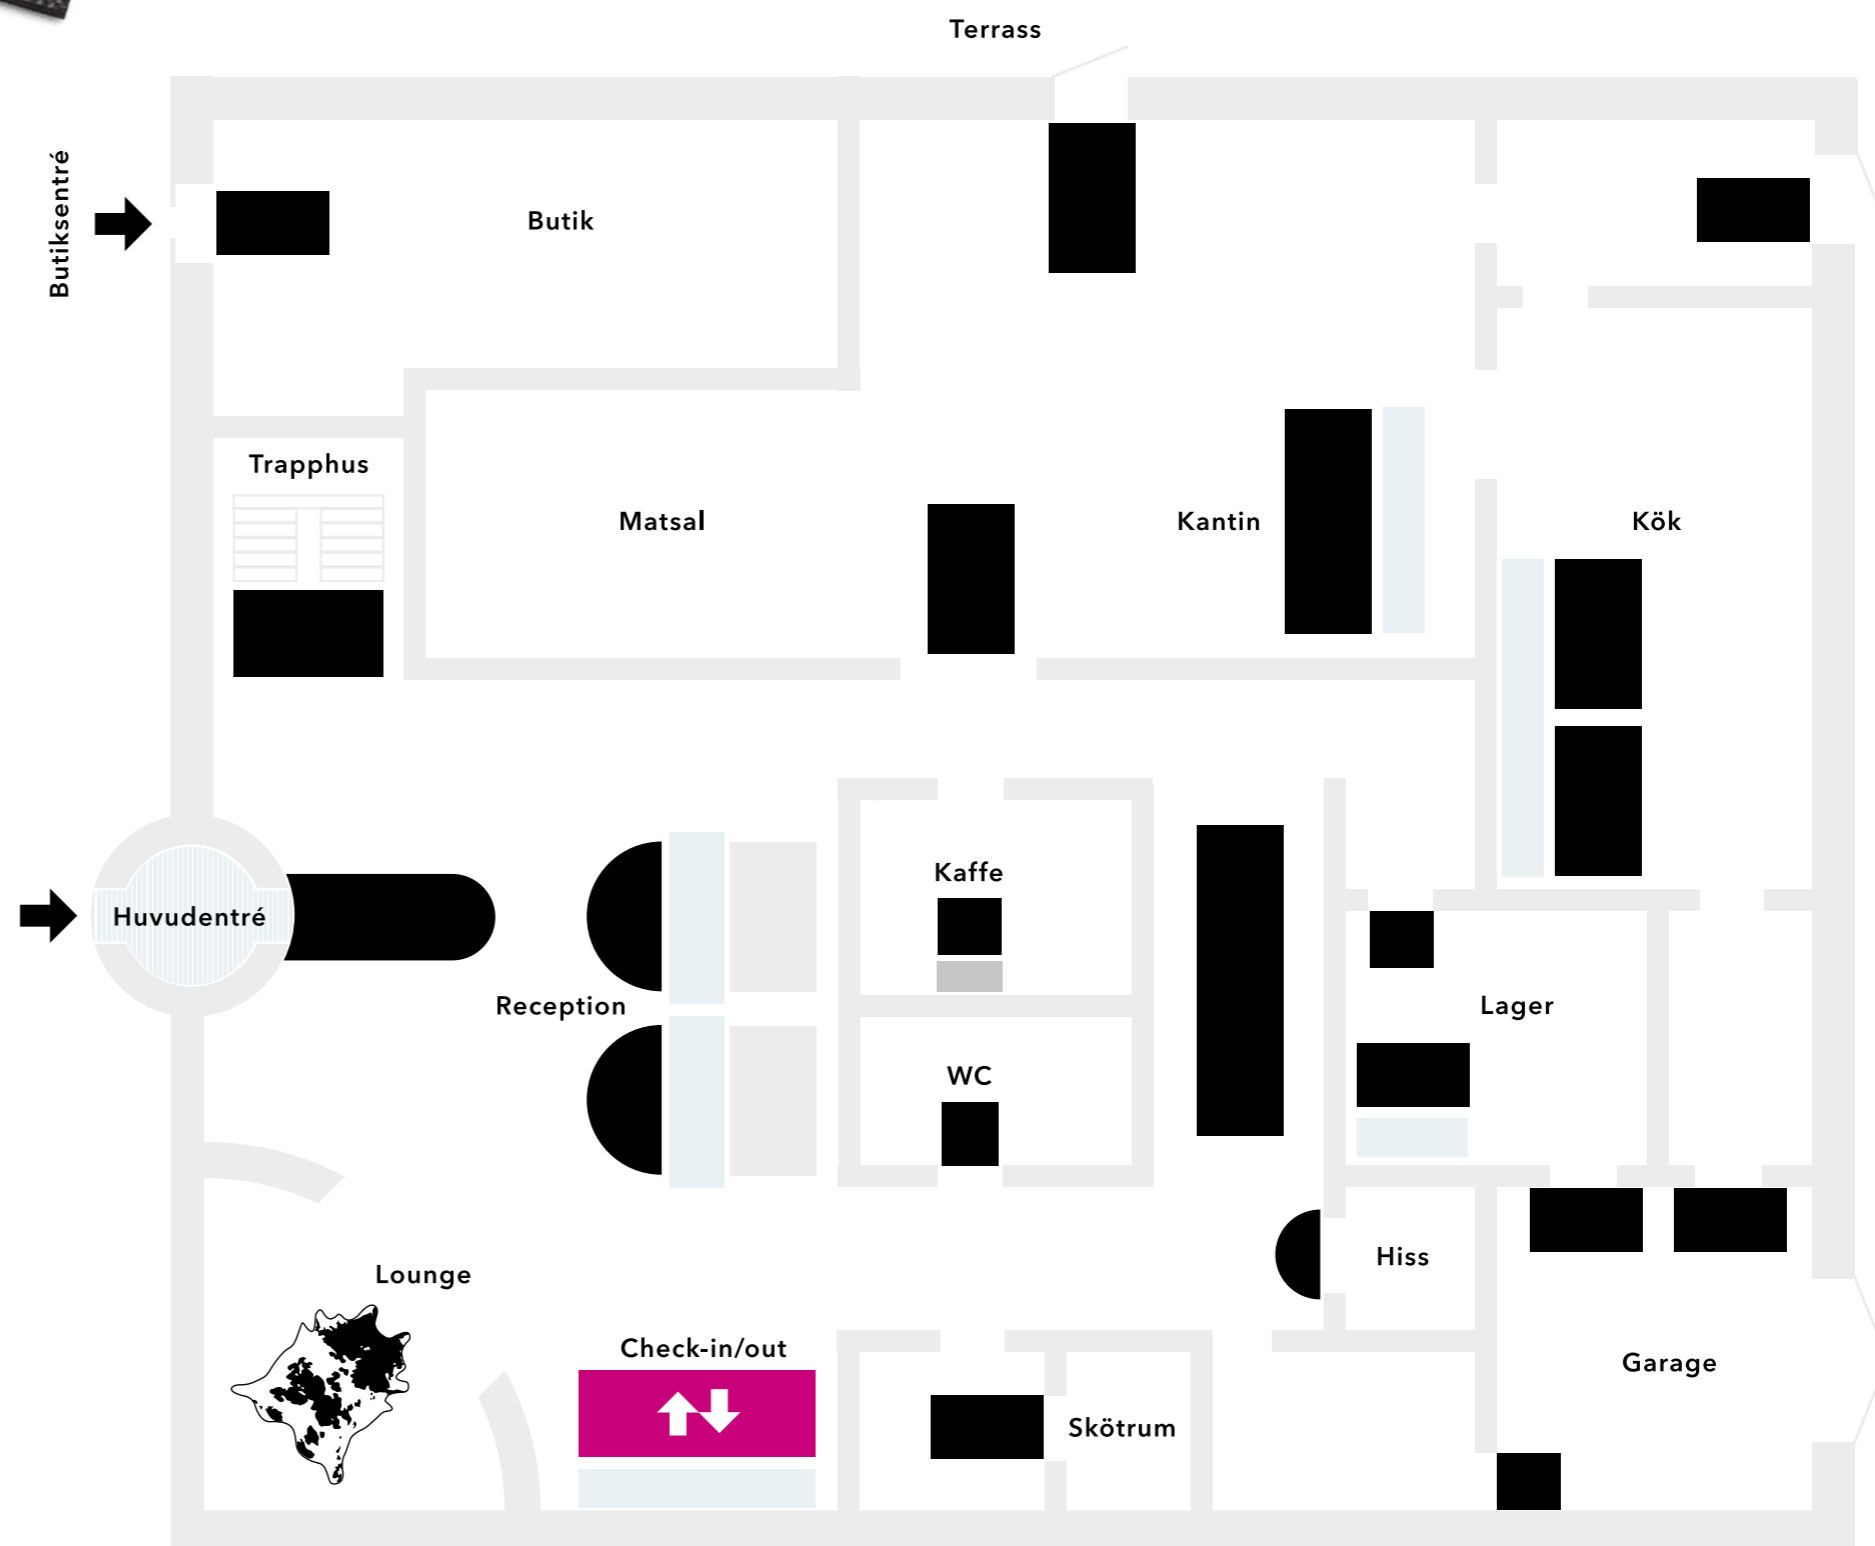 Terrass
Butiksentré
Butik
Trapphus
Matsal
Kantin
Kök
Kaffe
Huvudentré
Reception
Lager
WC
Hiss
Lounge
Check-in/out
Garage
Skötrum